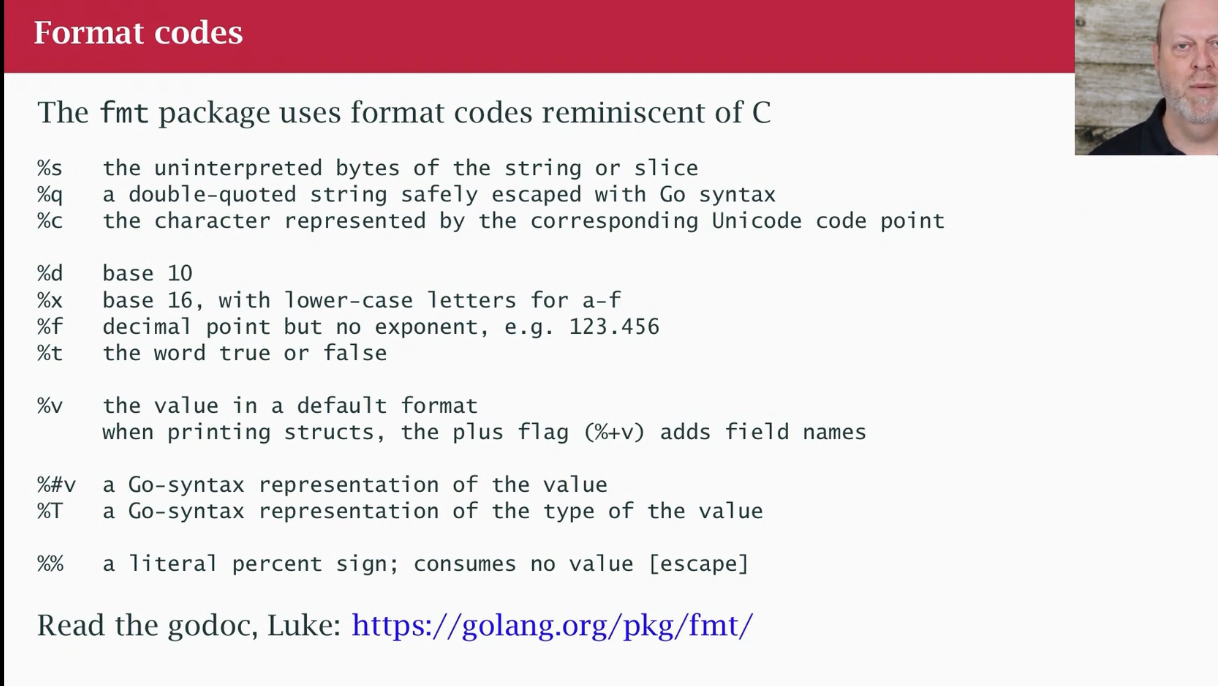 Format codes
The fmt package uses format codes reminiscent of C
%s the uninterpreted bytes of the string or slice
%q a double-quoted string safely escaped with Go syntax
%c the character represented by the corresponding Unicode code point
%d base 10
%x base 16, with lower-case letters for a-f
%f decimal point but no exponent, e.g. 123.456
%t the word true or false
%v the value in a default format
when printing structs, the plus flag (%+v) adds field names
%#v a Go-syntax representation of the value
%T a Go-syntax representation of the type of the value
%% a literal percent sign; consumes no value [escape]
Read the godoc, Luke: https://golang.org/pkg/fmt/